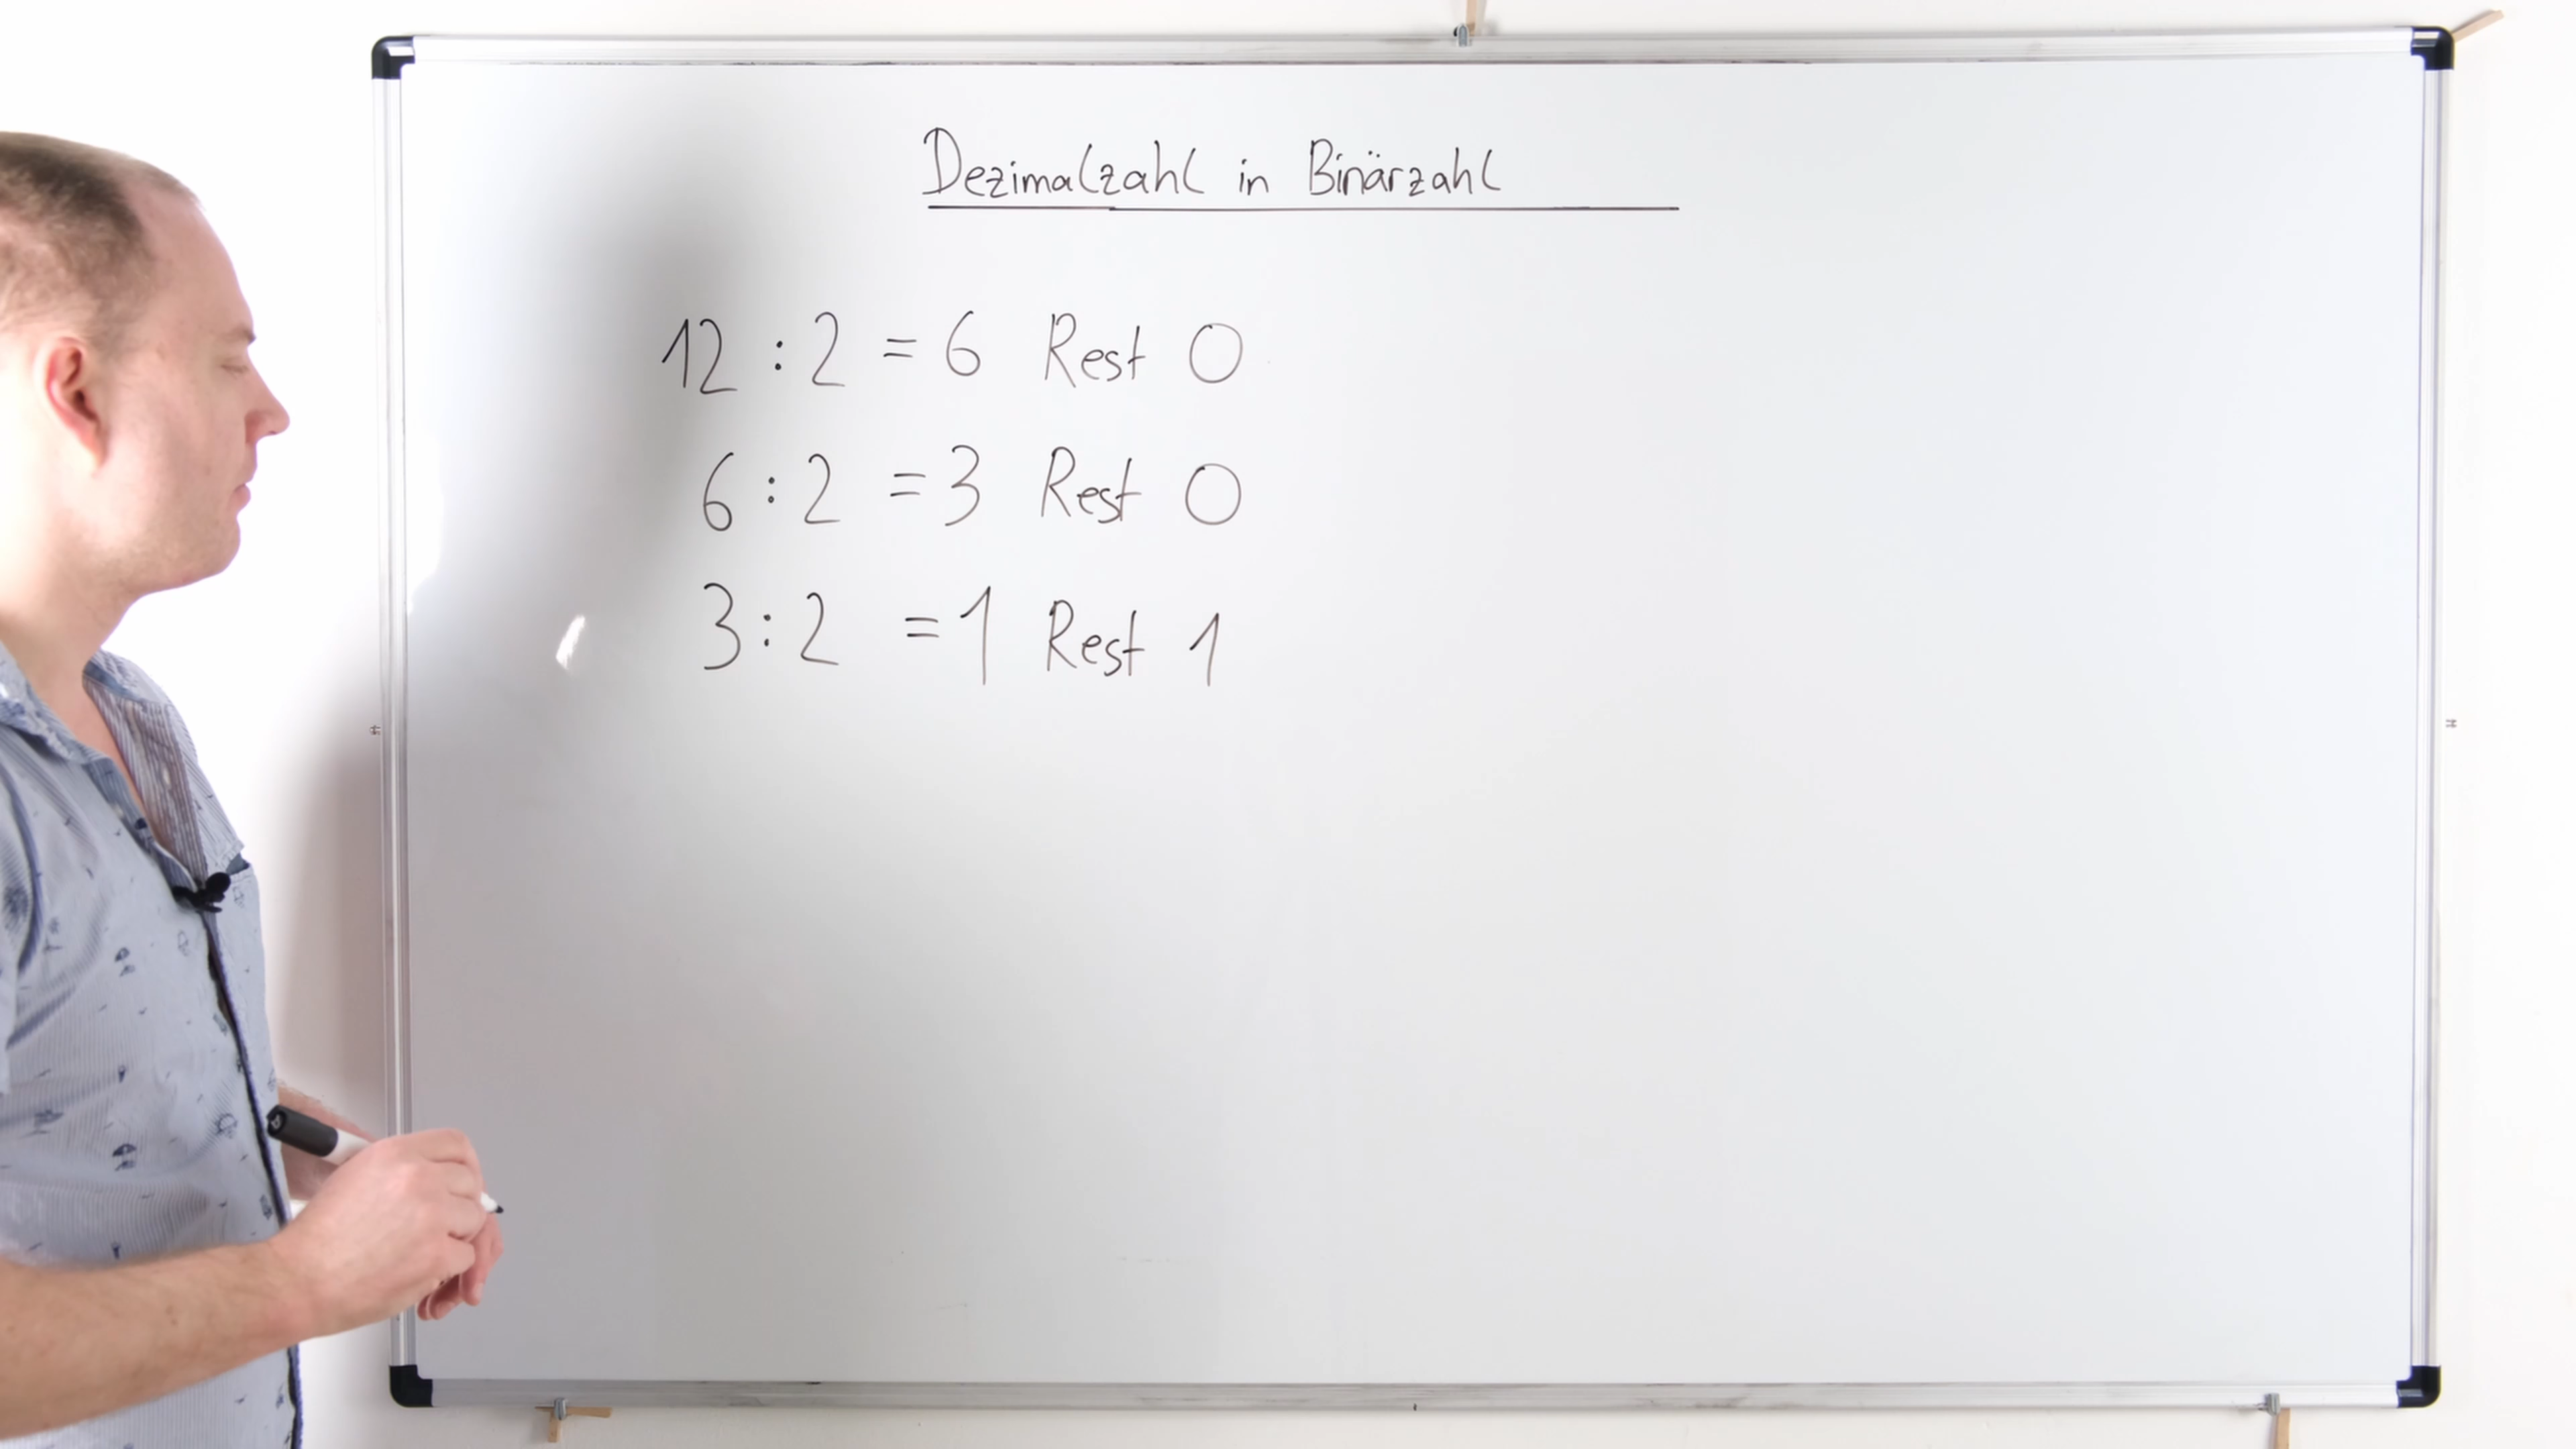 Dezimalzahl in Binärzahl
12 : 2 = 6 Rest 0
6 : 2 = 3 Rest 0
3 : 2 = 1 Rest 1